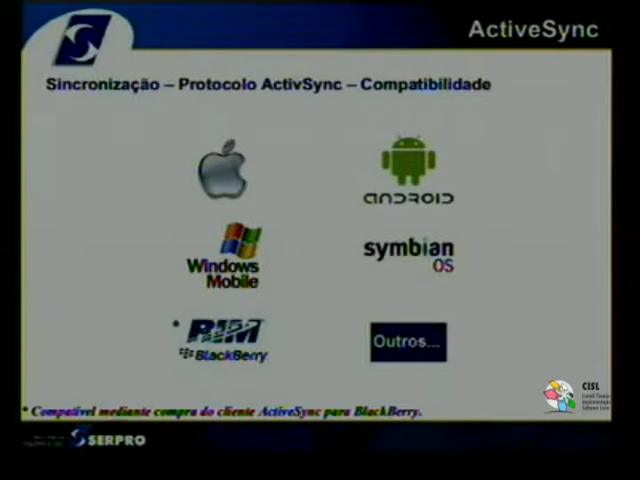 ActiveSync
Sincronização – Protocolo ActivSync – Compatibilidade
ANDROID
Windows
Mobile
symbian
OS
* RIM
BlackBerry
Outros...
CISL
* Compatível mediante compra do cliente ActiveSync para BlackBerry.
SERPRO